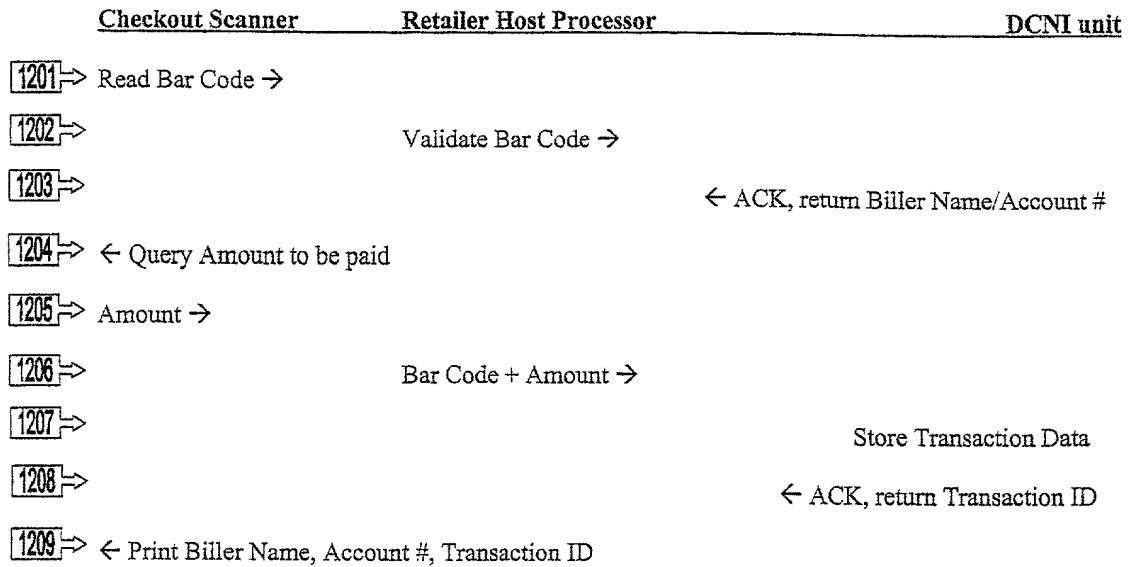 Checkout Scanner Retailer Host Processor DCNI unit
1201 ⇨ Read Bar Code →
1202 ⇨ Validate Bar Code →
1203 ⇨ ← ACK, return Biller Name/Account #
1204 ⇨ ← Query Amount to be paid
1205 ⇨ Amount →
1206 ⇨ Bar Code + Amount →
1207 ⇨ Store Transaction Data
1208 ⇨ ← ACK, return Transaction ID
1209 ⇨ ← Print Biller Name, Account #, Transaction ID